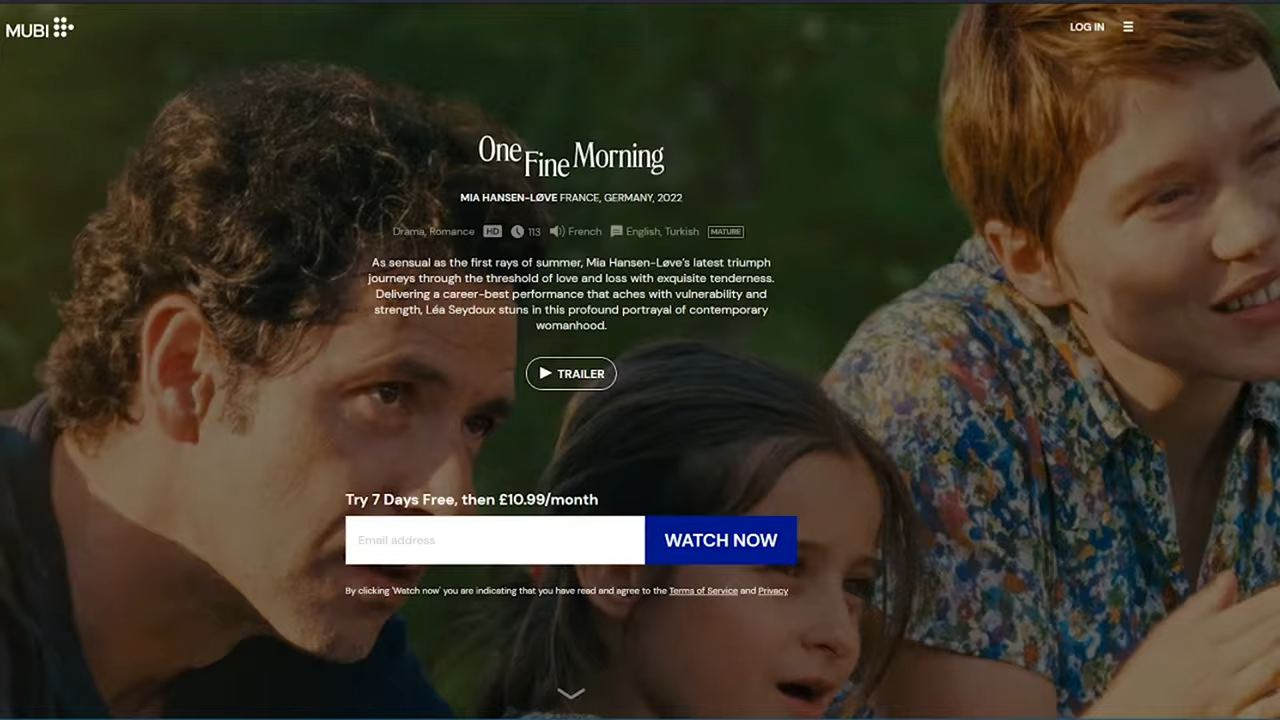 MUBI
LOG IN
One Fine Morning
MIA HANSEN-LØVE FRANCE, GERMANY, 2022
Drama, Romance HD 113 French English, Turkish MATURE
As sensual as the first rays of summer, Mia Hansen-Løve's latest triumph
journeys through the threshold of love and loss with exquisite tenderness.
Delivering a career-best performance that aches with vulnerability and
strength, Léa Seydoux stuns in this profound portrayal of contemporary
womanhood.
TRAILER
Try 7 Days Free, then £10.99/month
Email address
WATCH NOW
By clicking 'Watch now' you are indicating that you have read and agree to the Terms of Service and Privacy